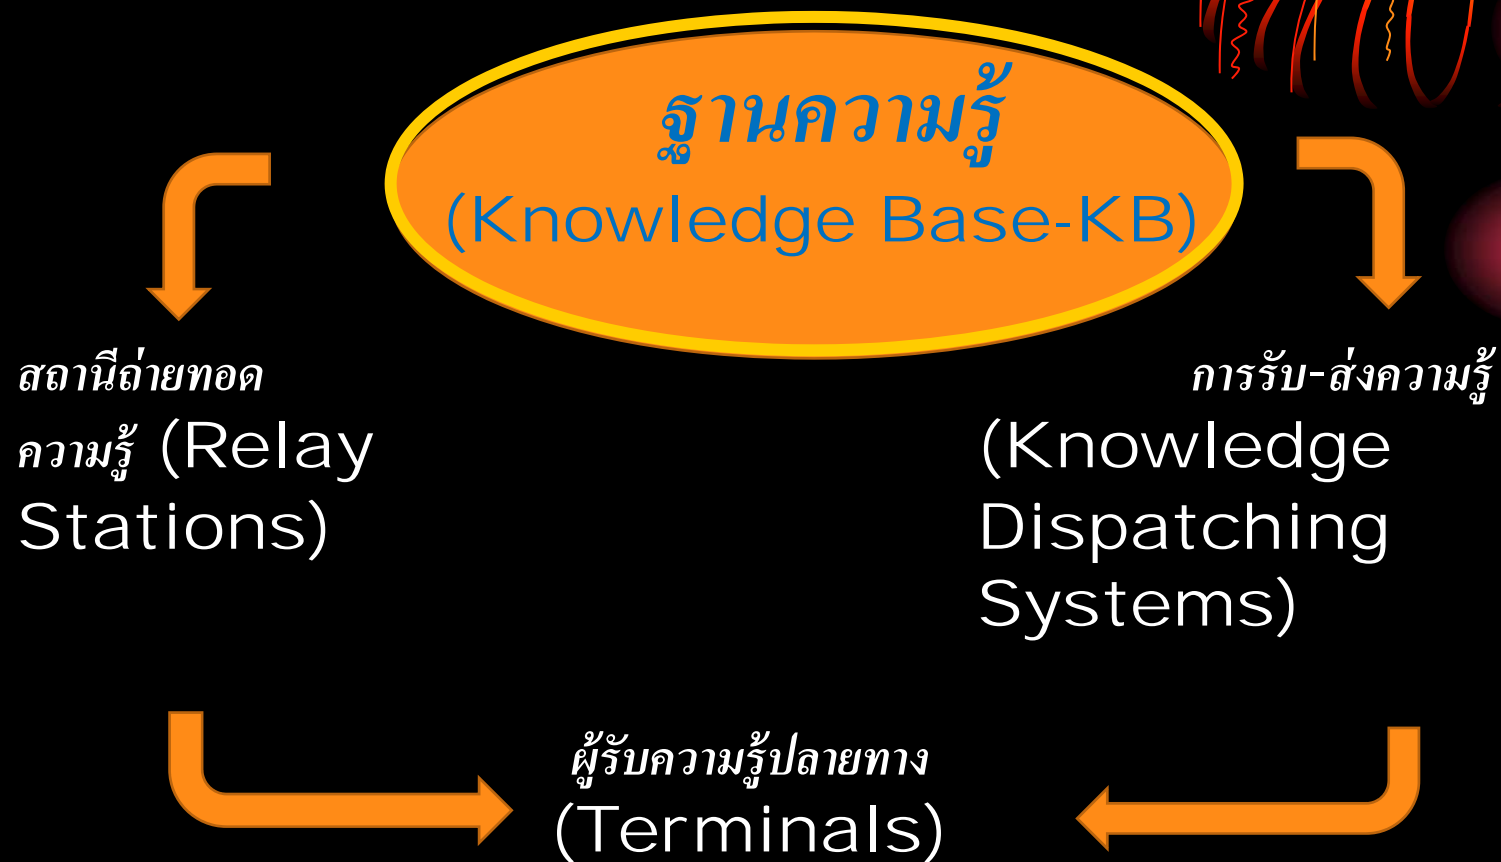 ฐานความรู้
(Knowledge Base-KB)
สถานีถ่ายทอด
ความรู้ (Relay
Stations)
การรับ-ส่งความรู้
(Knowledge
Dispatching
Systems)
ผู้รับความรู้ปลายทาง
(Terminals)